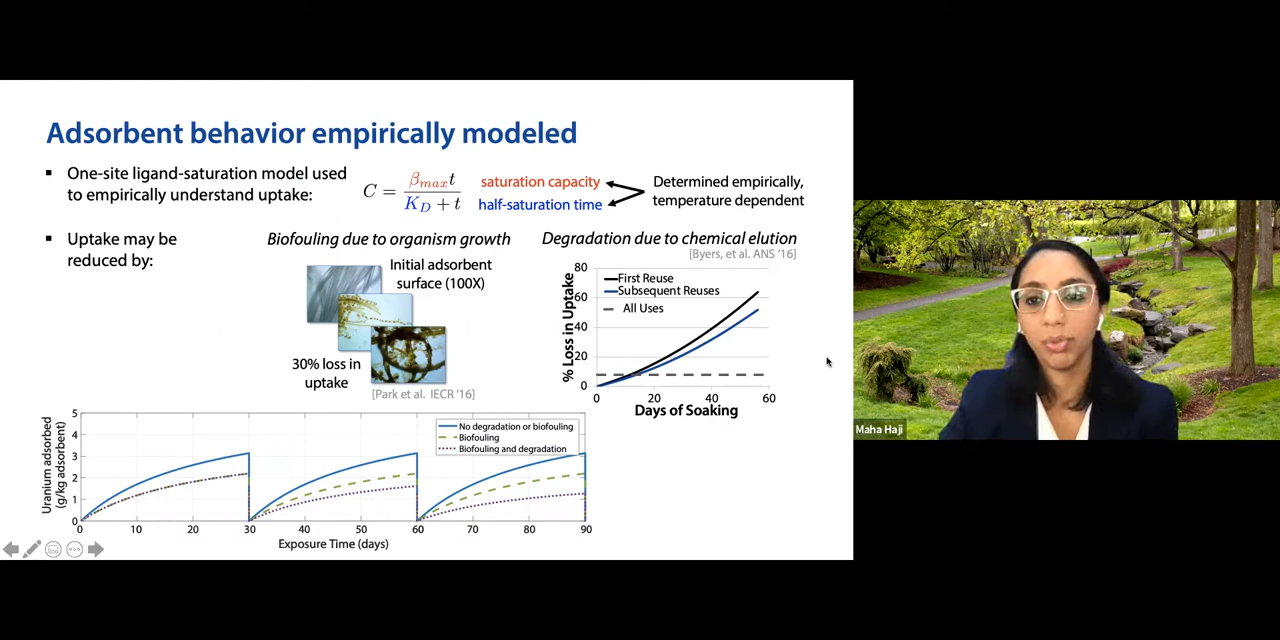 Adsorbent behavior empirically modeled
▪ One-site ligand-saturation model used
to empirically understand uptake:
C = βmax t / (KD + t)
saturation capacity
half-saturation time
Determined empirically,
temperature dependent
▪ Uptake may be
reduced by:
Biofouling due to organism growth
Initial adsorbent
surface (100X)
30% loss in
uptake
[Park et al. IECR '16]
Degradation due to chemical elution
[Byers, et al. ANS '16]
% Loss in Uptake
80
60
40
20
0
First Reuse
Subsequent Reuses
All Uses
0 20 40 60
Days of Soaking
Uranium adsorbed
(g/kg adsorbent)
5
4
3
2
1
0
No degradation or biofouling
Biofouling
Biofouling and degradation
0 10 20 30 40 50 60 70 80 90
Exposure Time (days)
Maha Haji